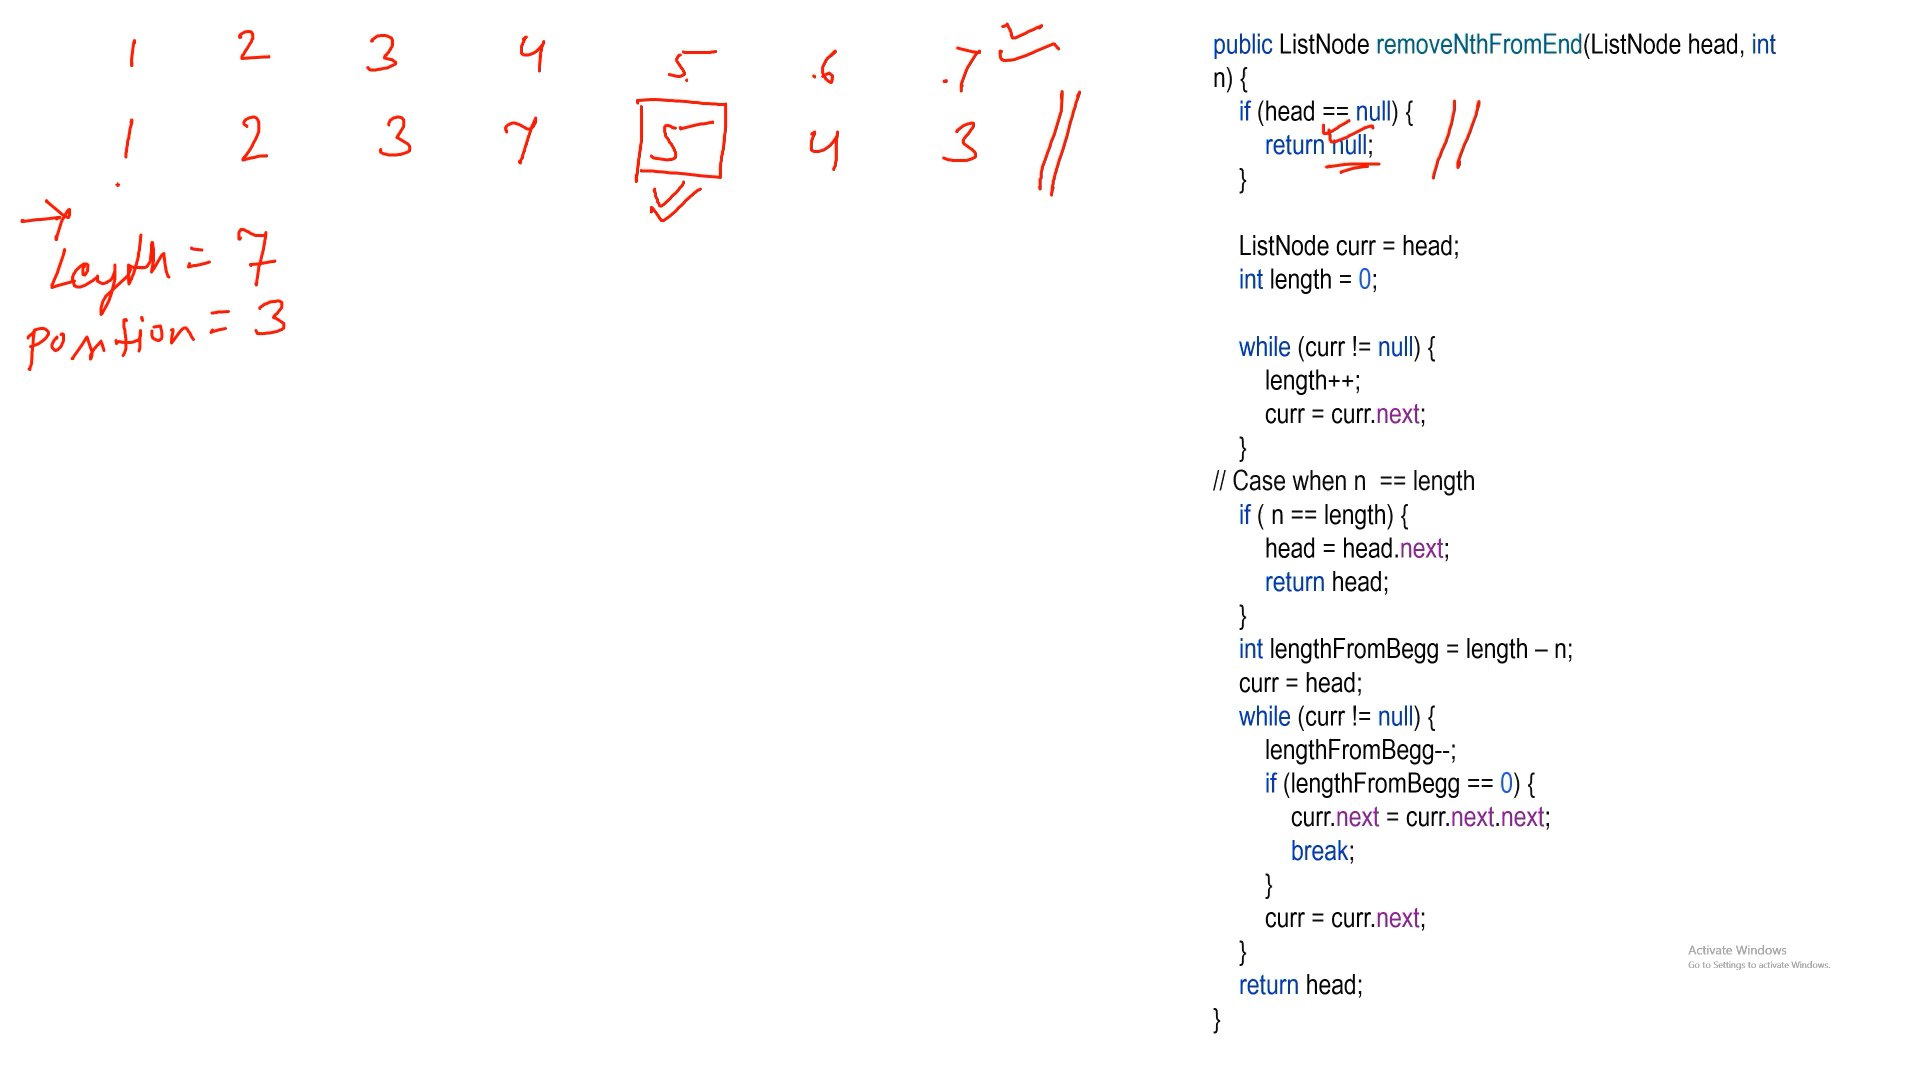 1 2 3 4 5 .6 .7
1 2 3 7 5 4 3
Length = 7
Position = 3
public ListNode removeNthFromEnd(ListNode head, int
n) {
if (head == null) {
return null;
}
ListNode curr = head;
int length = 0;
while (curr != null) {
length++;
curr = curr.next;
}
// Case when n  == length
if ( n == length) {
head = head.next;
return head;
}
int lengthFromBegg = length – n;
curr = head;
while (curr != null) {
lengthFromBegg--;
if (lengthFromBegg == 0) {
curr.next = curr.next.next;
break;
}
curr = curr.next;
}
return head;
}
Activate Windows
Go to Settings to activate Windows.